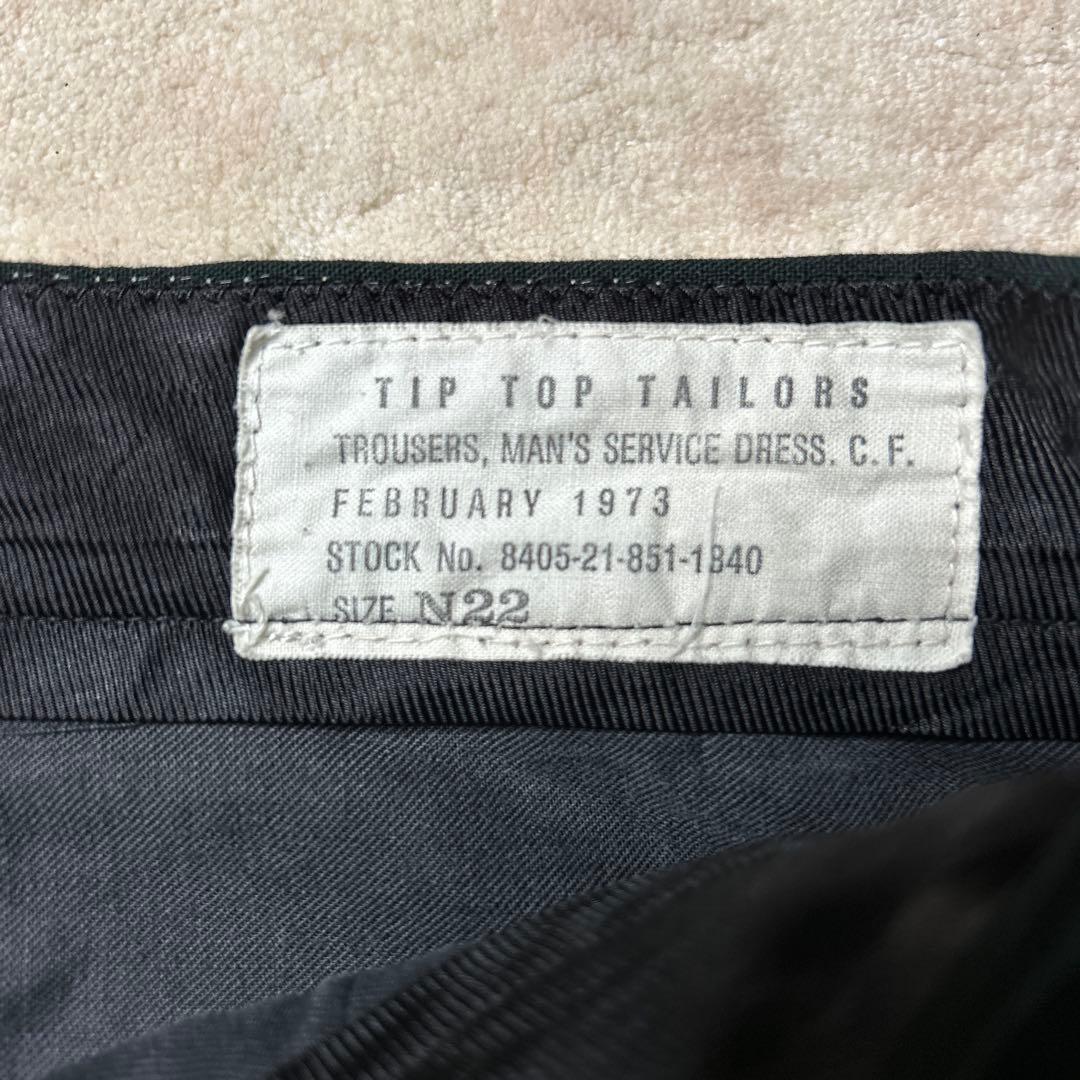 TIP TOP TAILORS
TROUSERS, MAN'S SERVICE DRESS. C.F.
FEBRUARY 1973
STOCK No. 8405-21-851-1840
SIZE N22